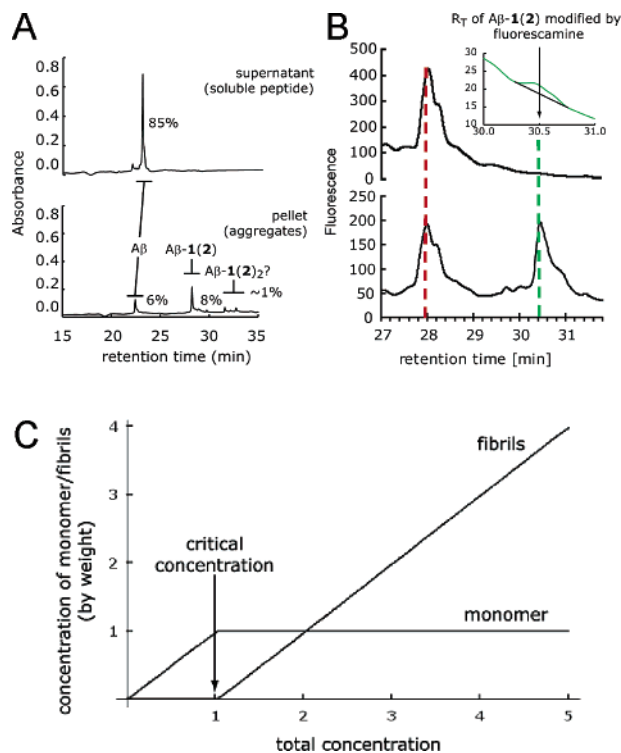 A
0.8
0.6
0.4
0.2
0.0
supernatant
(soluble peptide)
85%
Absorbance
0.8
0.6
0.4
0.2
0.0
pellet
(aggregates)
Aβ
Aβ-1(2)
Aβ-1(2)₂?
6%
8%
~1%
15 20 25 30 35
retention time (min)
B
R_T of Aβ-1(2) modified by
fluorescamine
500
400
300
200
100
0
30
25
20
15
10
30.0 30.5 31.0
Fluorescence
250
200
150
100
50
0
27 28 29 30 31
retention time [min]
C
4
3
2
1
concentration of monomer/fibrils
(by weight)
critical
concentration
fibrils
monomer
1 2 3 4 5
total concentration